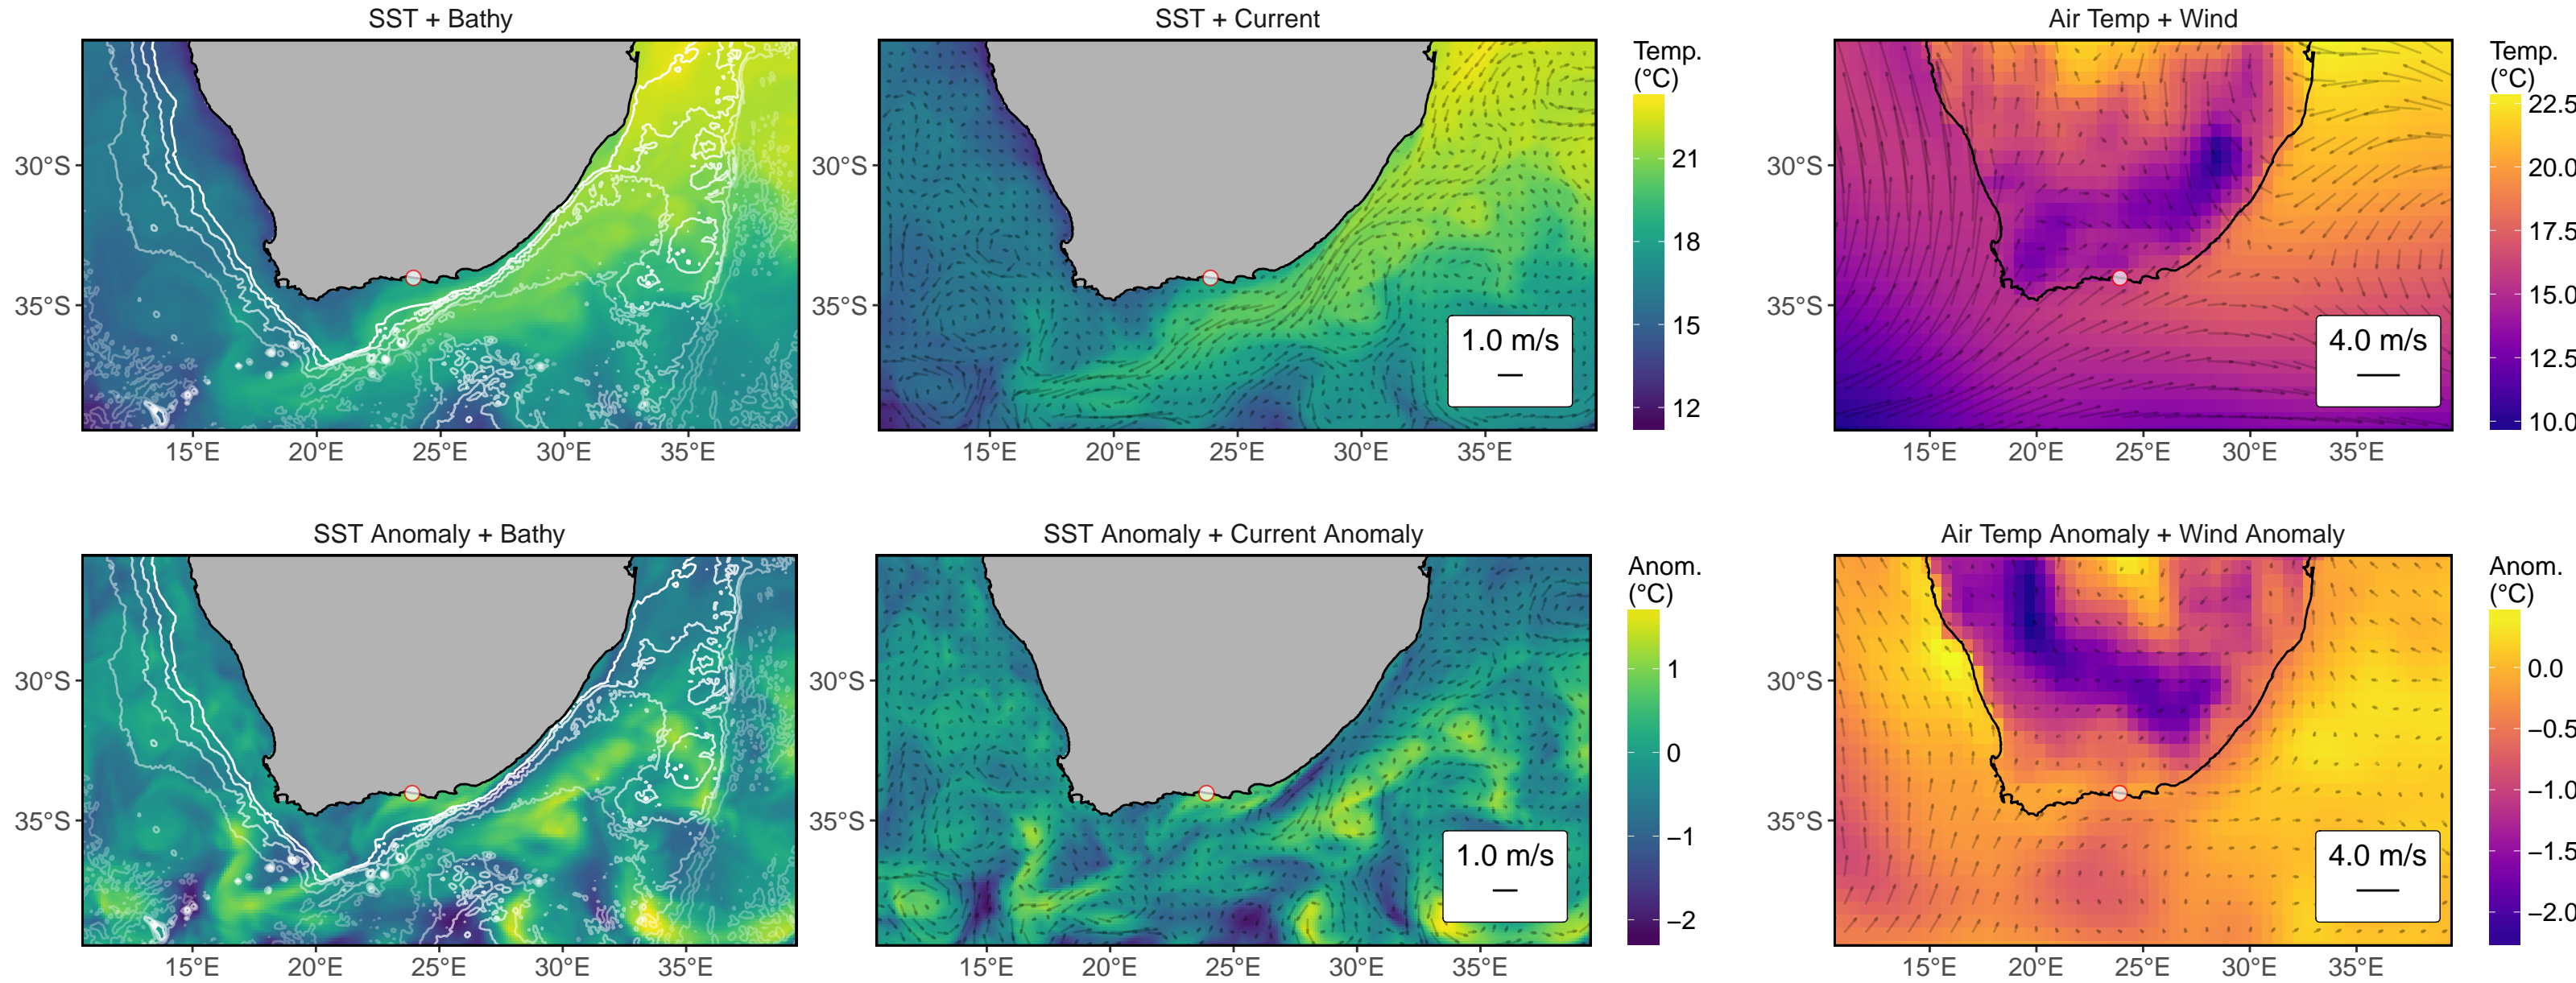 SST + Bathy
SST + Current
Air Temp + Wind
30°S
35°S
15°E 20°E 25°E 30°E 35°E
30°S
35°S
1.0 m/s
15°E 20°E 25°E 30°E 35°E
Temp.
(°C)
21
18
15
12
30°S
35°S
4.0 m/s
15°E 20°E 25°E 30°E 35°E
Temp.
(°C)
22.5
20.0
17.5
15.0
12.5
10.0
SST Anomaly + Bathy
SST Anomaly + Current Anomaly
Air Temp Anomaly + Wind Anomaly
30°S
35°S
15°E 20°E 25°E 30°E 35°E
30°S
35°S
1.0 m/s
15°E 20°E 25°E 30°E 35°E
Anom.
(°C)
1
0
−1
−2
30°S
35°S
4.0 m/s
15°E 20°E 25°E 30°E 35°E
Anom.
(°C)
0.0
−0.5
−1.0
−1.5
−2.0